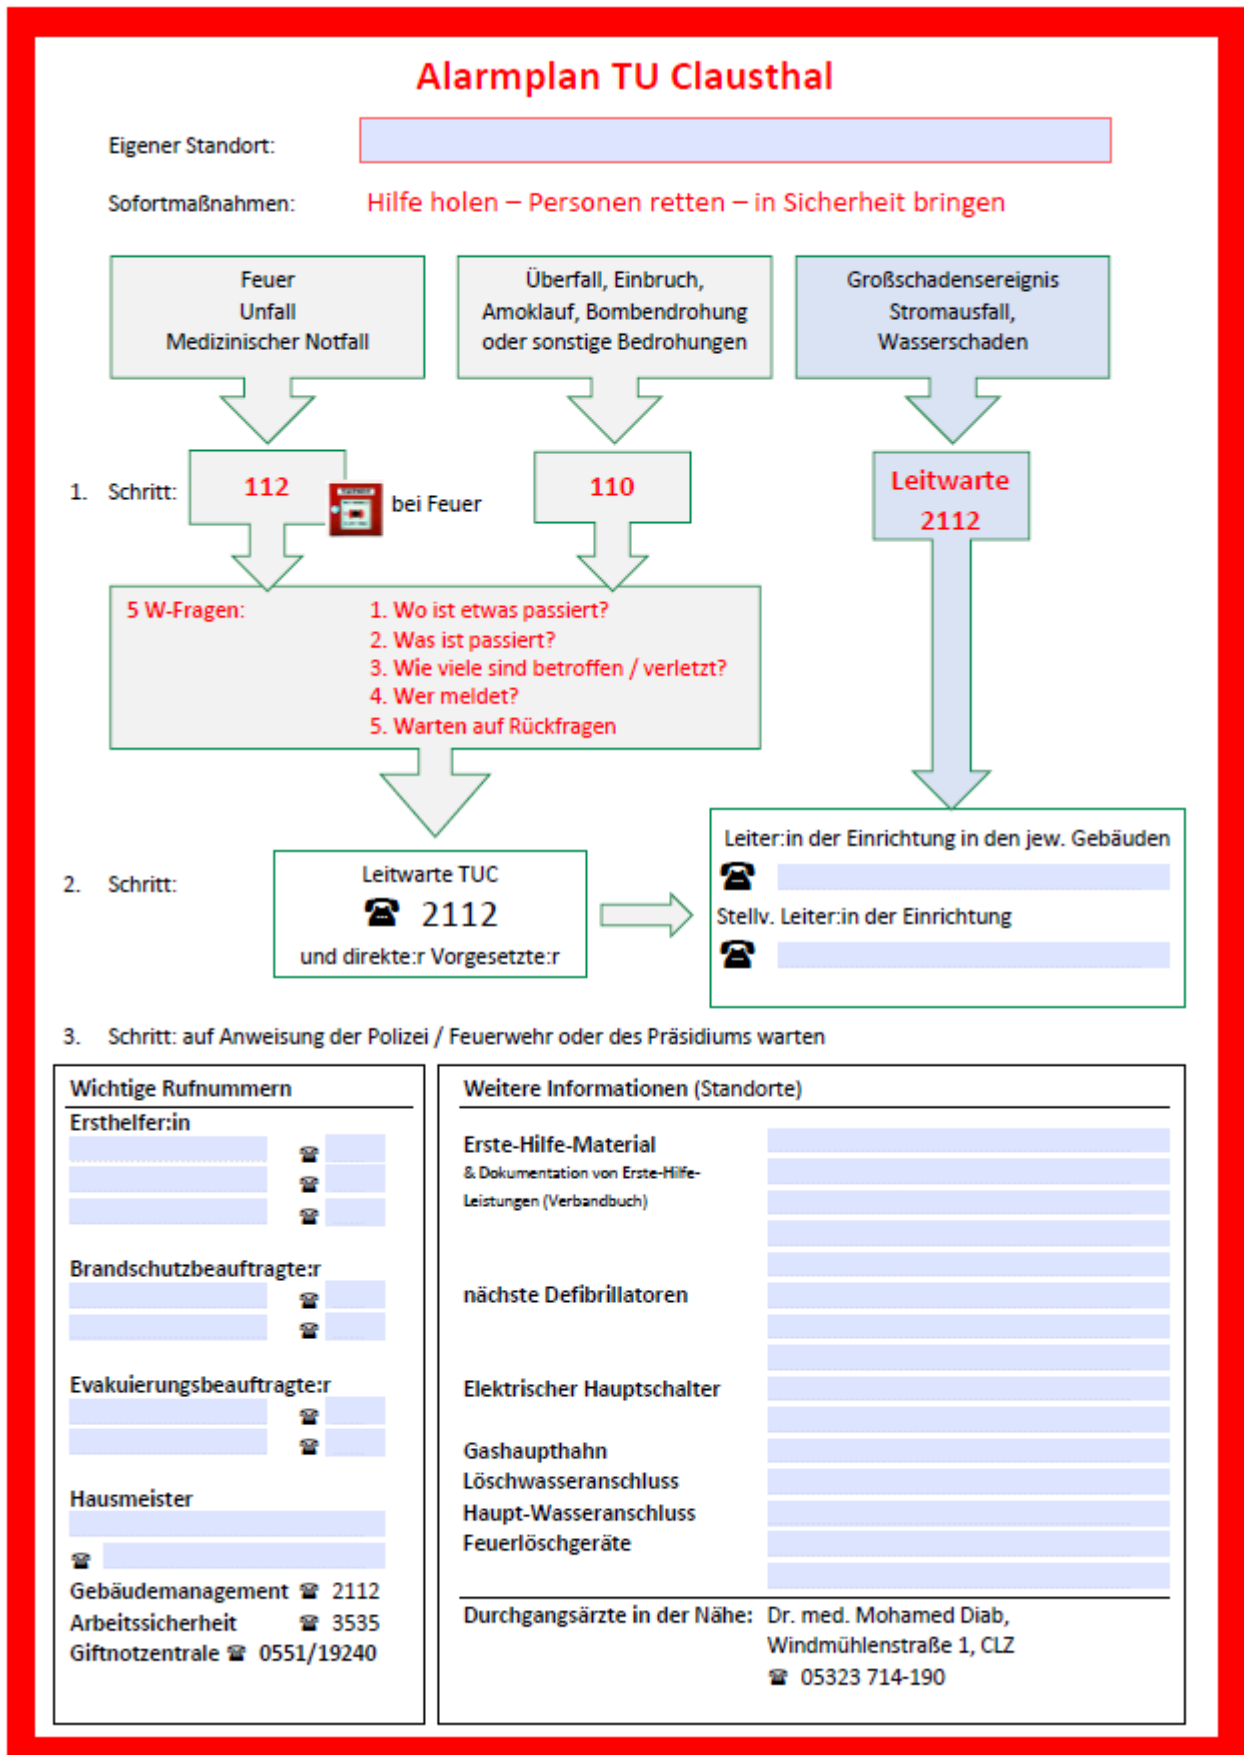 Alarmplan TU Clausthal
Eigener Standort:
Sofortmaßnahmen: Hilfe holen – Personen retten – in Sicherheit bringen
Feuer
Unfall
Medizinischer Notfall
Überfall, Einbruch,
Amoklauf, Bombendrohung
oder sonstige Bedrohungen
Großschadensereignis
Stromausfall,
Wasserschaden
1. Schritt:
112
bei Feuer
110
Leitwarte
2112
5 W-Fragen:
1. Wo ist etwas passiert?
2. Was ist passiert?
3. Wie viele sind betroffen / verletzt?
4. Wer meldet?
5. Warten auf Rückfragen
2. Schritt:
Leitwarte TUC
☎ 2112
und direkte:r Vorgesetzte:r
Leiter:in der Einrichtung in den jew. Gebäuden
☎
Stellv. Leiter:in der Einrichtung
☎
3. Schritt: auf Anweisung der Polizei / Feuerwehr oder des Präsidiums warten
Wichtige Rufnummern
Ersthelfer:in
☎
☎
☎
Brandschutzbeauftragte:r
☎
☎
Evakuierungsbeauftragte:r
☎
☎
Hausmeister
☎
Gebäudemanagement ☎ 2112
Arbeitssicherheit ☎ 3535
Giftnotzentrale ☎ 0551/19240
Weitere Informationen (Standorte)
Erste-Hilfe-Material
& Dokumentation von Erste-Hilfe-
Leistungen (Verbandbuch)
nächste Defibrillatoren
Elektrischer Hauptschalter
Gashaupthahn
Löschwasseranschluss
Haupt-Wasseranschluss
Feuerlöschgeräte
Durchgangsärzte in der Nähe: Dr. med. Mohamed Diab,
Windmühlenstraße 1, CLZ
☎ 05323 714-190